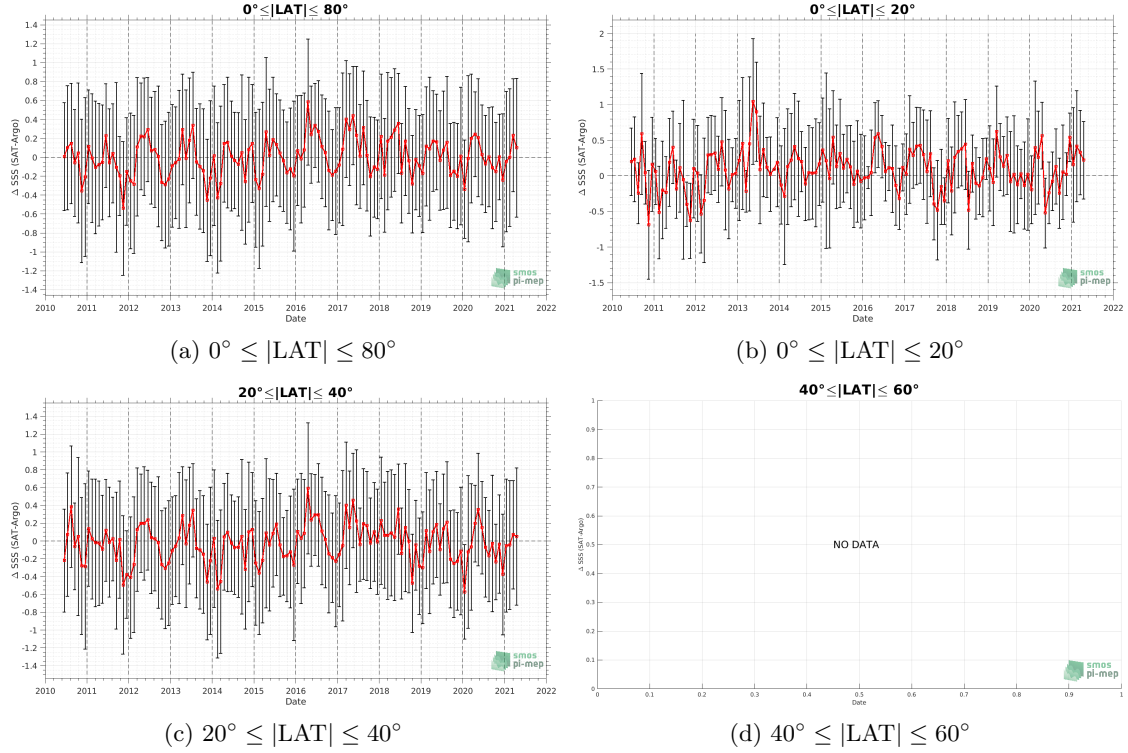 0°≤|LAT|≤ 80°
Δ SSS (SAT-Argo)
1.4
1.2
1
0.8
0.6
0.4
0.2
0
-0.2
-0.4
-0.6
-0.8
-1
-1.2
-1.4
2010 2011 2012 2013 2014 2015 2016 2017 2018 2019 2020 2021 2022
Date
smos
pi-mep
(a) 0° ≤ |LAT| ≤ 80°
0°≤|LAT|≤ 20°
Δ SSS (SAT-Argo)
2
1.5
1
0.5
0
-0.5
-1
-1.5
2010 2011 2012 2013 2014 2015 2016 2017 2018 2019 2020 2021 2022
Date
smos
pi-mep
(b) 0° ≤ |LAT| ≤ 20°
20°≤|LAT|≤ 40°
Δ SSS (SAT-Argo)
1.4
1.2
1
0.8
0.6
0.4
0.2
0
-0.2
-0.4
-0.6
-0.8
-1
-1.2
-1.4
2010 2011 2012 2013 2014 2015 2016 2017 2018 2019 2020 2021 2022
Date
smos
pi-mep
(c) 20° ≤ |LAT| ≤ 40°
40°≤|LAT|≤ 60°
Δ SSS (SAT-Argo)
1
0.9
0.8
0.7
0.6
0.5
0.4
0.3
0.2
0.1
0
NO DATA
0 0.1 0.2 0.3 0.4 0.5 0.6 0.7 0.8 0.9 1
Date
smos
pi-mep
(d) 40° ≤ |LAT| ≤ 60°